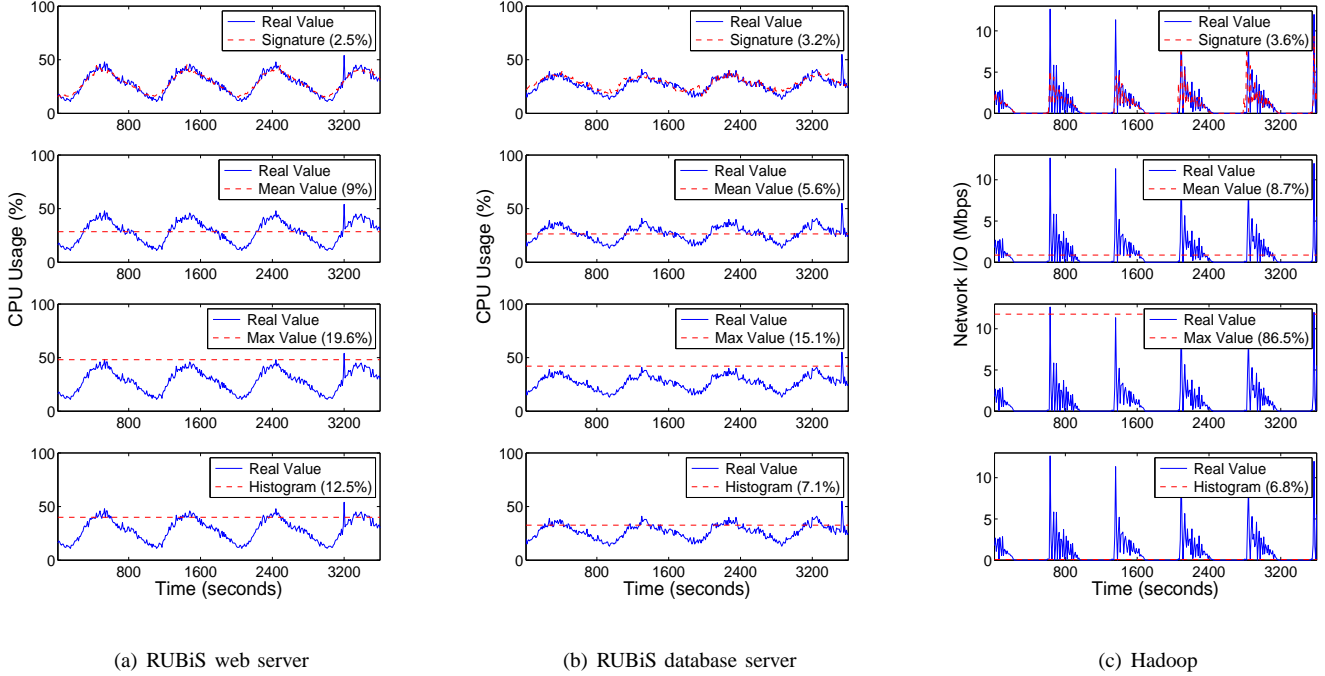 100
50
0
800 1600 2400 3200
Real Value
Signature (2.5%)
100
50
0
800 1600 2400 3200
Real Value
Mean Value (9%)
100
50
0
800 1600 2400 3200
Real Value
Max Value (19.6%)
100
50
0
800 1600 2400 3200
Real Value
Histogram (12.5%)
CPU Usage (%)
Time (seconds)
(a) RUBiS web server
100
50
0
800 1600 2400 3200
Real Value
Signature (3.2%)
100
50
0
800 1600 2400 3200
Real Value
Mean Value (5.6%)
100
50
0
800 1600 2400 3200
Real Value
Max Value (15.1%)
100
50
0
800 1600 2400 3200
Real Value
Histogram (7.1%)
CPU Usage (%)
Time (seconds)
(b) RUBiS database server
10
5
0
800 1600 2400 3200
Real Value
Signature (3.6%)
10
5
0
800 1600 2400 3200
Real Value
Mean Value (8.7%)
10
5
0
800 1600 2400 3200
Real Value
Max Value (86.5%)
10
5
0
800 1600 2400 3200
Real Value
Histogram (6.8%)
Network I/O (Mbps)
Time (seconds)
(c) Hadoop